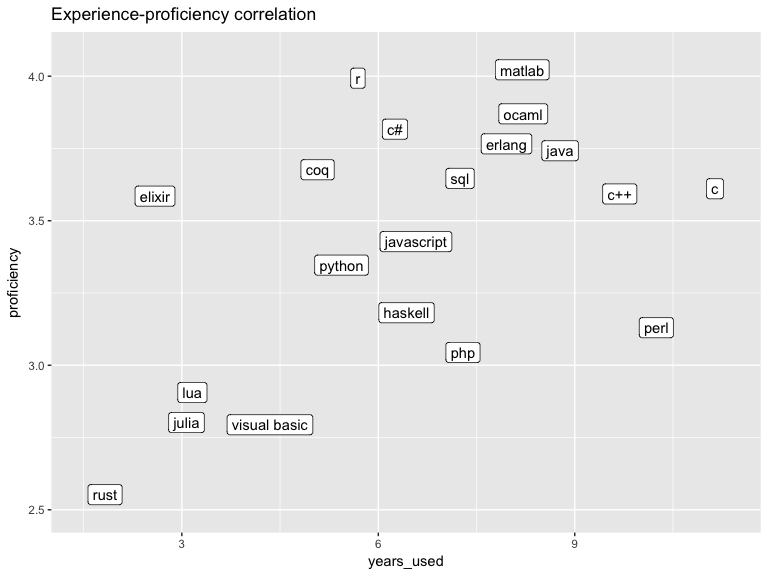 Experience-proficiency correlation
4.0
3.5
3.0
2.5
proficiency
matlab
r
ocaml
c#
erlang
java
coq
sql
c
elixir
c++
javascript
python
haskell
perl
php
lua
julia
visual basic
rust
3
6
9
years_used